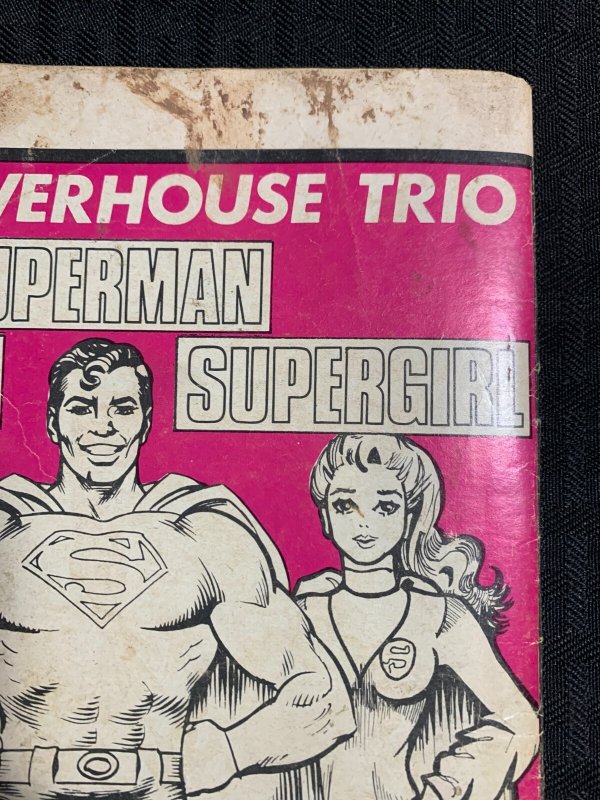 VERHOUSE TRIO
UPERMAN
SUPERGIRL
S
S